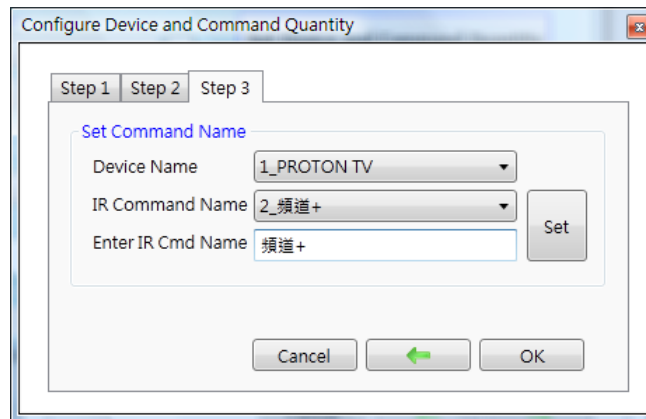 Configure Device and Command Quantity
Step 1 Step 2 Step 3
Set Command Name
Device Name 1_PROTON TV
IR Command Name 2_頻道+
Enter IR Cmd Name 頻道+
Set
Cancel OK